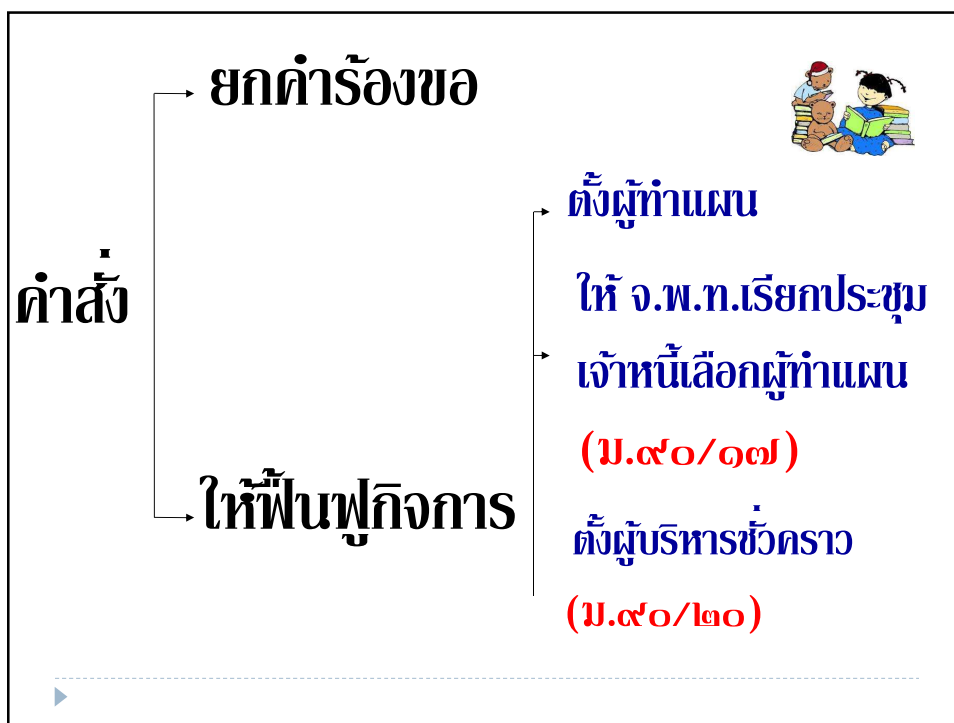 คำสั่ง
ยกคำร้องขอ
ให้ฟื้นฟูกิจการ
ตั้งผู้ทำแผน
ให้ จ.พ.ท.เรียกประชุม
เจ้าหนี้เลือกผู้ทำแผน
(ม.๙๐/๑๗)
ตั้งผู้บริหารชั่วคราว
(ม.๙๐/๒๐)